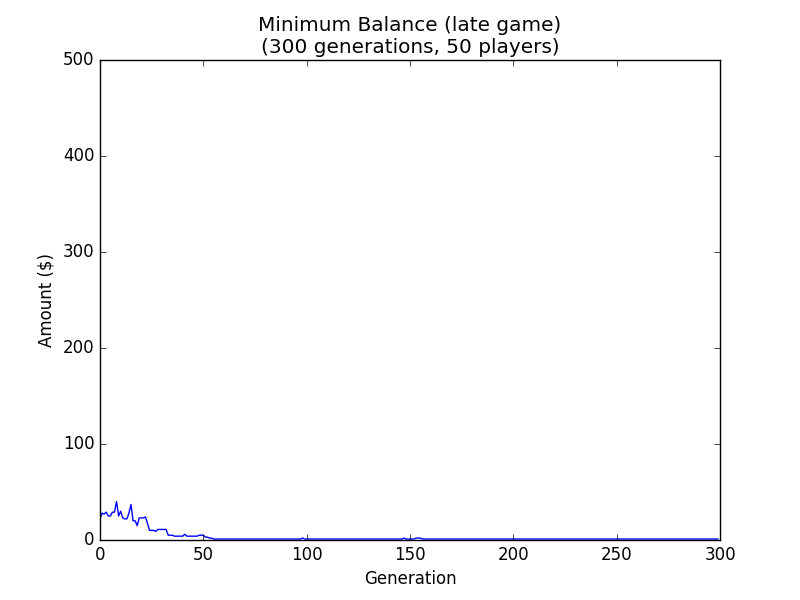 Minimum Balance (late game)
(300 generations, 50 players)
500
400
300
200
100
0
Amount ($)
0 50 100 150 200 250 300
Generation